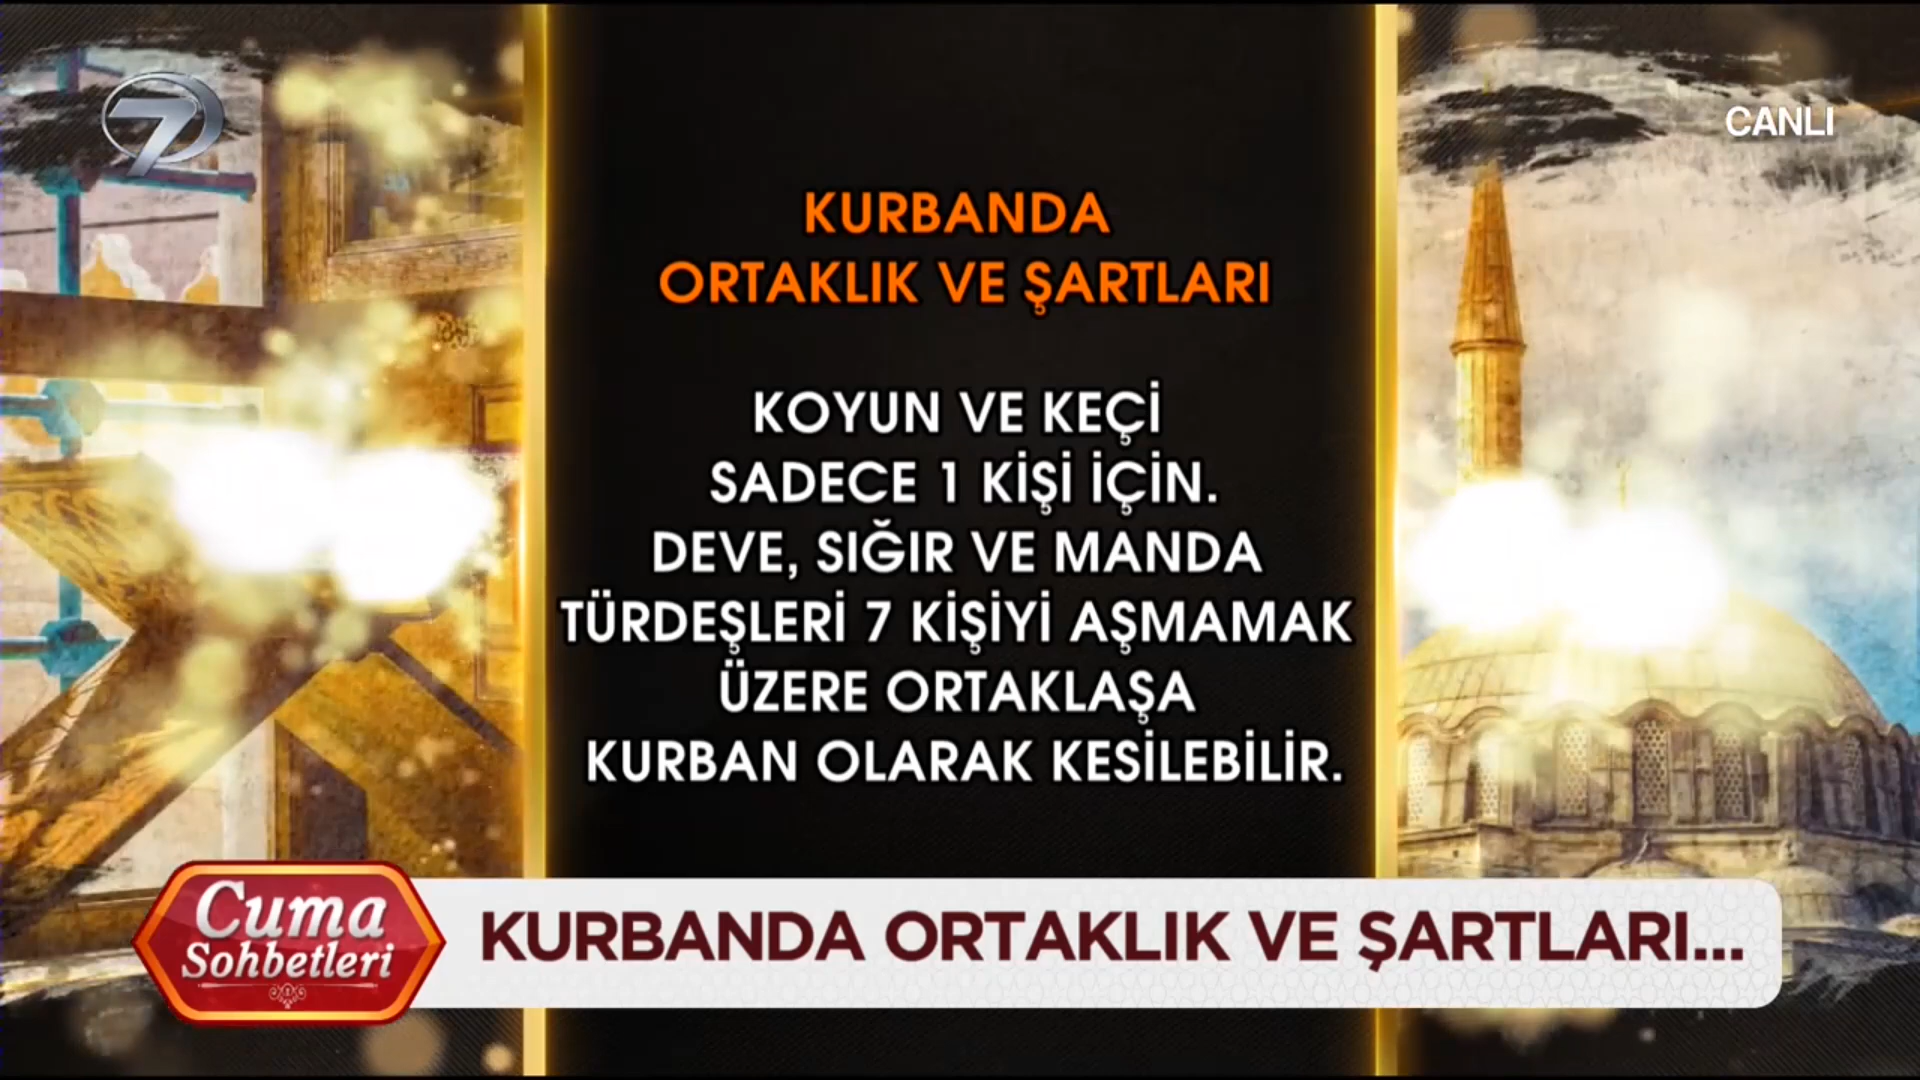 7
CANLI
KURBANDA
ORTAKLIK VE ŞARTLARI
KOYUN VE KEÇİ
SADECE 1 KİŞİ İÇİN.
DEVE, SIĞIR VE MANDA
TÜRDEŞLERİ 7 KİŞİYİ AŞMAMAK
ÜZERE ORTAKLAŞA
KURBAN OLARAK KESİLEBİLİR.
Cuma
Sohbetleri
KURBANDA ORTAKLIK VE ŞARTLARI...